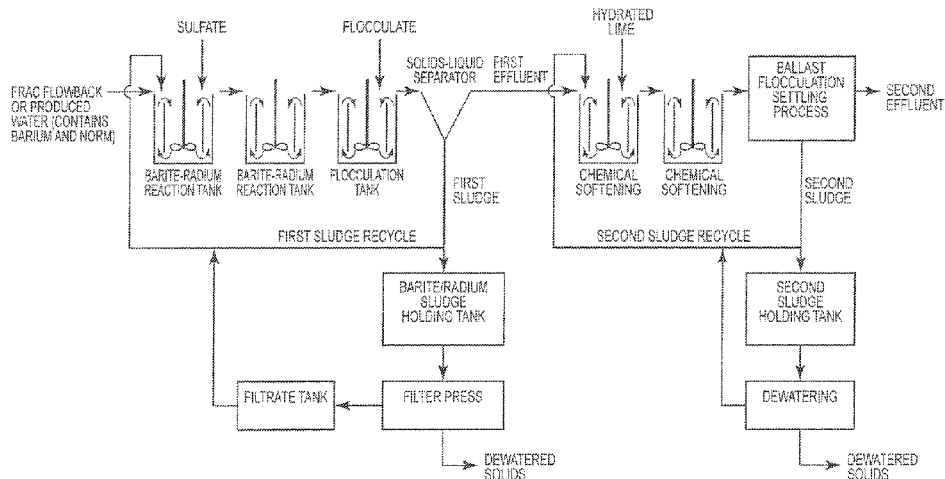 SULFATE
FLOCCULATE
HYDRATED
LIME
FRAC FLOWBACK
OR PRODUCED
WATER (CONTAINS
BARIUM AND NORM)
SOLIDS-LIQUID
SEPARATOR
FIRST
EFFLUENT
BALLAST
FLOCCULATION
SETTLING
PROCESS
SECOND
EFFLUENT
BARITE-RADIUM
REACTION TANK
BARITE-RADIUM
REACTION TANK
FLOCCULATION
TANK
CHEMICAL
SOFTENING
CHEMICAL
SOFTENING
FIRST
SLUDGE
SECOND
SLUDGE
FIRST SLUDGE RECYCLE
SECOND SLUDGE RECYCLE
BARITE/RADIUM
SLUDGE
HOLDING TANK
SECOND
SLUDGE
HOLDING TANK
FILTRATE TANK
FILTER PRESS
DEWATERING
DEWATERED
SOLIDS
DEWATERED
SOLIDS